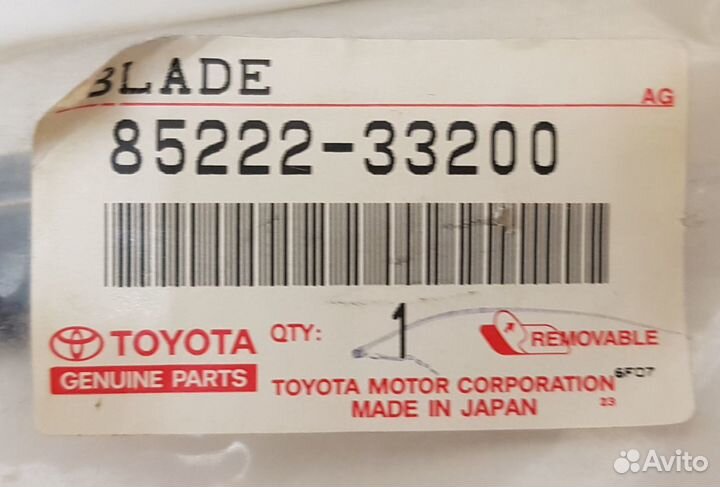 BLADE
AG
85222-33200
TOYOTA
GENUINE PARTS
QTY: 1
REMOVABLE
TOYOTA MOTOR CORPORATION 6F07
MADE IN JAPAN 23
Avito